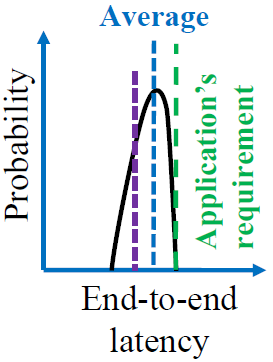 Average
Probability
Application's
requirement
End-to-end
latency